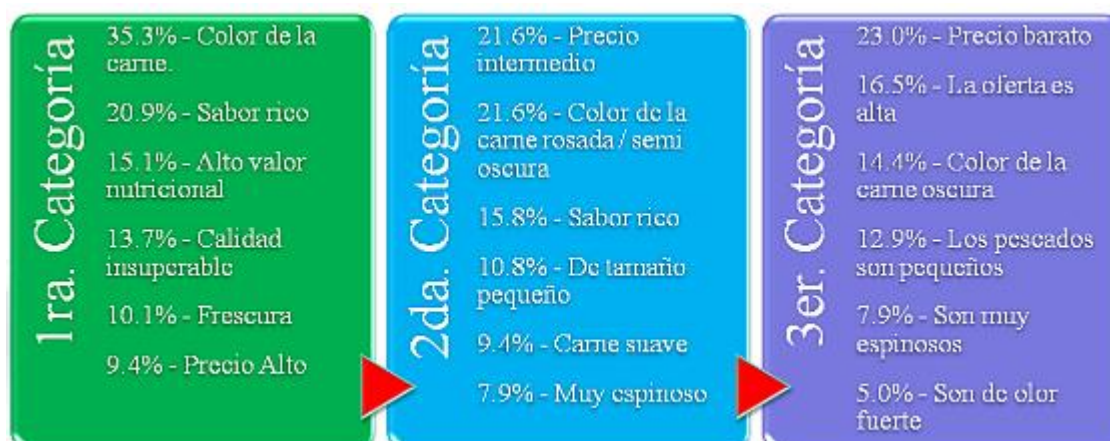 1ra. Categoría
35.3% - Color de la
carne.
20.9% - Sabor rico
15.1% - Alto valor
nutricional
13.7% - Calidad
insuperable
10.1% - Frescura
9.4% - Precio Alto
2da. Categoría
21.6% - Precio
intermedio
21.6% - Color de la
carne rosada / semi
oscura
15.8% - Sabor rico
10.8% - De tamaño
pequeño
9.4% - Carne suave
7.9% - Muy espinoso
3er. Categoría
23.0% - Precio barato
16.5% - La oferta es
alta
14.4% - Color de la
carne oscura
12.9% - Los pescados
son pequeños
7.9% - Son muy
espinosos
5.0% - Son de olor
fuerte